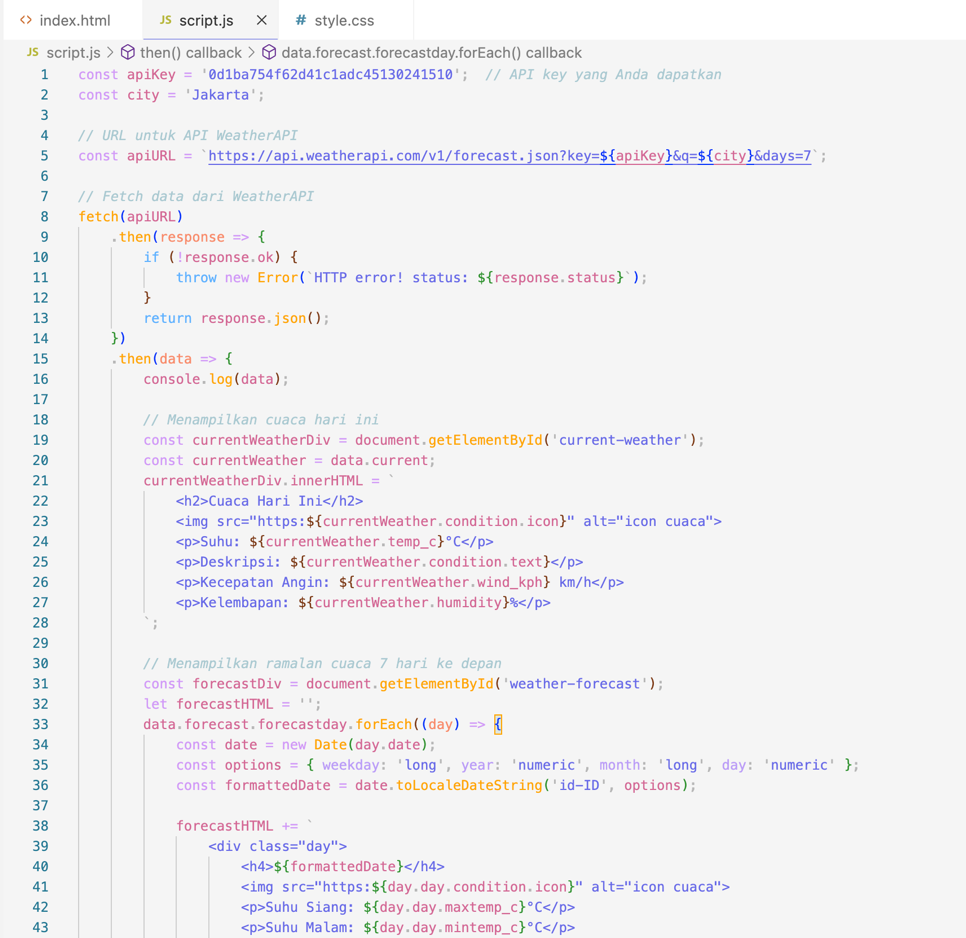 index.html
JS script.js ×
# style.css
JS script.js > then() callback > data.forecast.forecastday.forEach() callback
1 const apiKey = '0d1ba754f62d41c1adc45130241510';  // API key yang Anda dapatkan
2 const city = 'Jakarta';
3
4 // URL untuk API WeatherAPI
5 const apiURL = `https://api.weatherapi.com/v1/forecast.json?key=${apiKey}&q=${city}&days=7`;
6
7 // Fetch data dari WeatherAPI
8 fetch(apiURL)
9     .then(response => {
10         if (!response.ok) {
11             throw new Error(`HTTP error! status: ${response.status}`);
12         }
13         return response.json();
14     })
15     .then(data => {
16         console.log(data);
17
18         // Menampilkan cuaca hari ini
19         const currentWeatherDiv = document.getElementById('current-weather');
20         const currentWeather = data.current;
21         currentWeatherDiv.innerHTML = `
22             <h2>Cuaca Hari Ini</h2>
23             <img src="https:${currentWeather.condition.icon}" alt="icon cuaca">
24             <p>Suhu: ${currentWeather.temp_c}°C</p>
25             <p>Deskripsi: ${currentWeather.condition.text}</p>
26             <p>Kecepatan Angin: ${currentWeather.wind_kph} km/h</p>
27             <p>Kelembapan: ${currentWeather.humidity}%</p>
28         `;
29
30         // Menampilkan ramalan cuaca 7 hari ke depan
31         const forecastDiv = document.getElementById('weather-forecast');
32         let forecastHTML = '';
33         data.forecast.forecastday.forEach((day) => {
34             const date = new Date(day.date);
35             const options = { weekday: 'long', year: 'numeric', month: 'long', day: 'numeric' };
36             const formattedDate = date.toLocaleDateString('id-ID', options);
37
38             forecastHTML += `
39                 <div class="day">
40                     <h4>${formattedDate}</h4>
41                     <img src="https:${day.day.condition.icon}" alt="icon cuaca">
42                     <p>Suhu Siang: ${day.day.maxtemp_c}°C</p>
43                     <p>Suhu Malam: ${day.day.mintemp_c}°C</p>